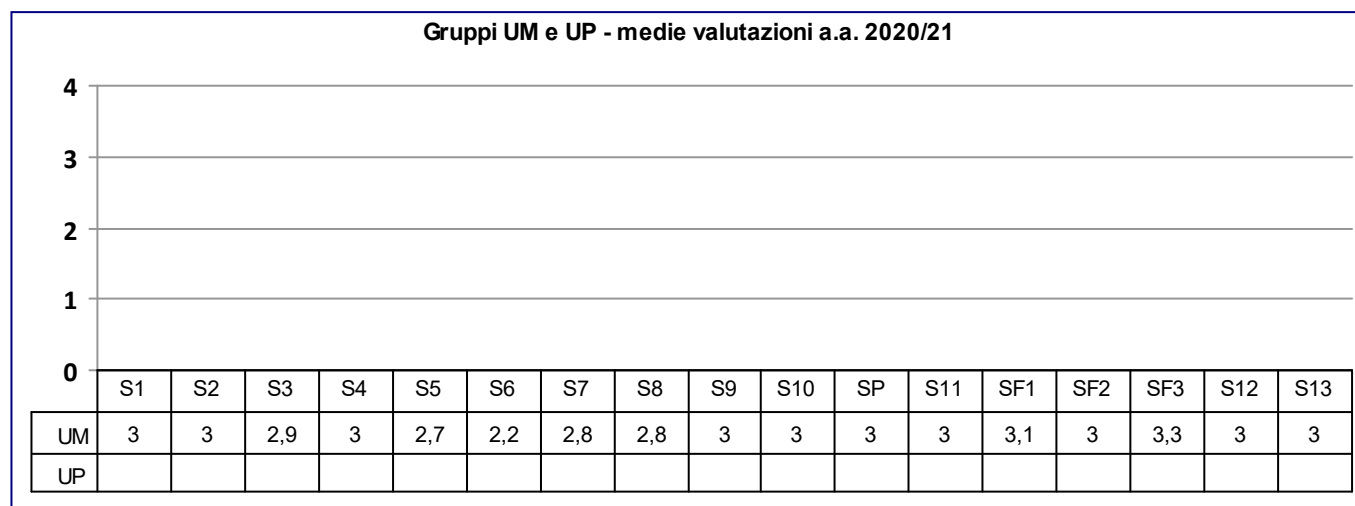 Gruppi UM e UP - medie valutazioni a.a. 2020/21
4
3
2
1
0
S1 S2 S3 S4 S5 S6 S7 S8 S9 S10 SP S11 SF1 SF2 SF3 S12 S13
UM 3 3 2,9 3 2,7 2,2 2,8 2,8 3 3 3 3 3,1 3 3,3 3 3
UP